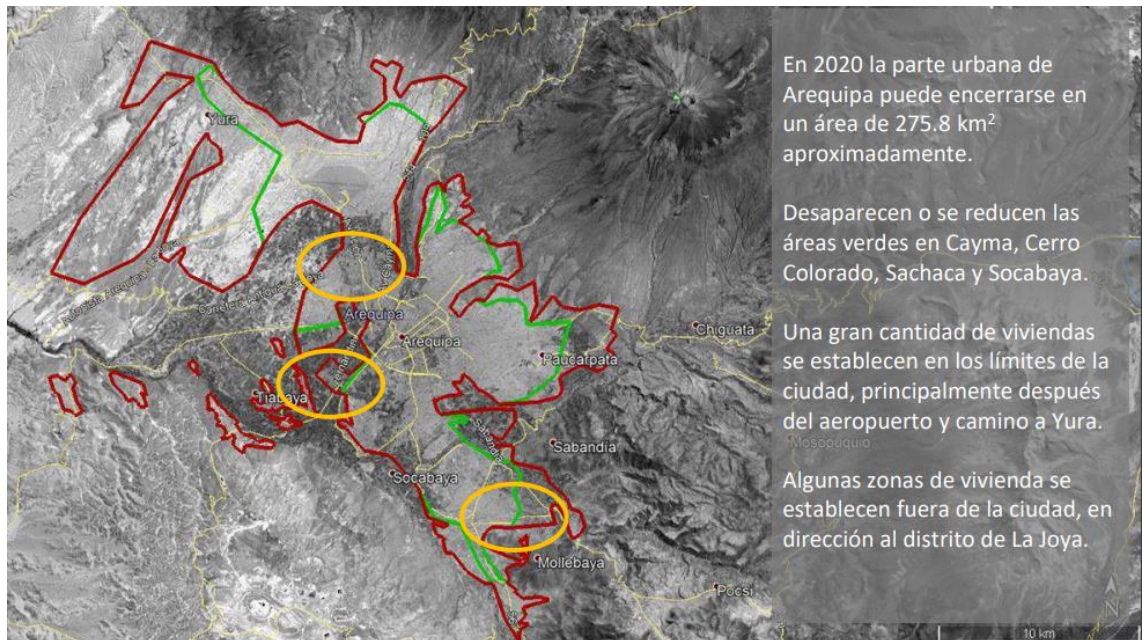 En 2020 la parte urbana de
Arequipa puede encerrarse en
un área de 275.8 km²
aproximadamente.
Desaparecen o se reducen las
áreas verdes en Cayma, Cerro
Colorado, Sachaca y Socabaya.
Una gran cantidad de viviendas
se establecen en los límites de la
ciudad, principalmente después
del aeropuerto y camino a Yura.
Mosopuquio
Algunas zonas de vivienda se
establecen fuera de la ciudad, en
dirección al distrito de La Joya.
Yura
Arequipa
Arequipa
Chiguata
Paucarpata
Tiabaya
Sabandía
Sabandía
Socabaya
Mollebaya
Pocsi
N
10 km